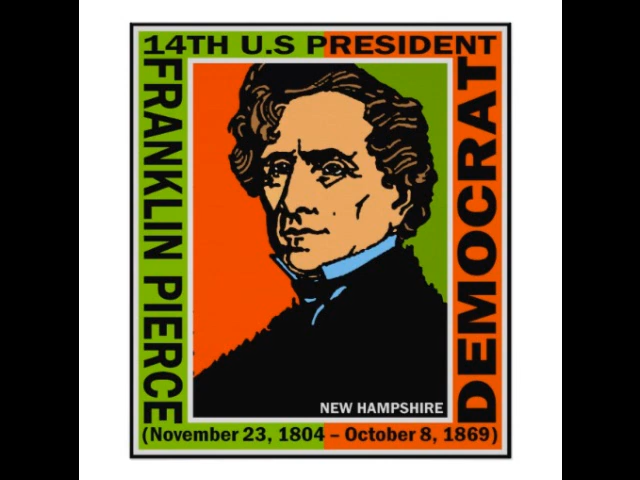 14TH U.S PRESIDENT
FRANKLIN PIERCE
DEMOCRAT
NEW HAMPSHIRE
(November 23, 1804 – October 8, 1869)